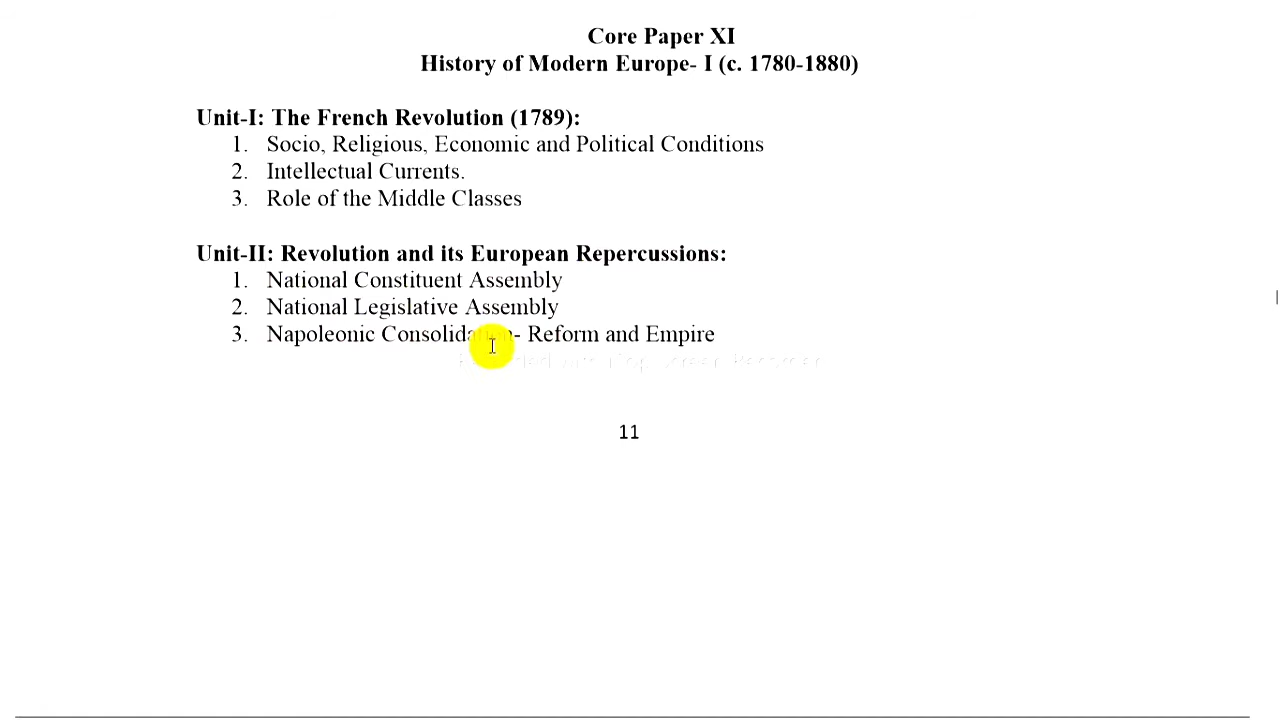 Core Paper XI
History of Modern Europe- I (c. 1780-1880)
Unit-I: The French Revolution (1789):
1. Socio, Religious, Economic and Political Conditions
2. Intellectual Currents.
3. Role of the Middle Classes
Unit-II: Revolution and its European Repercussions:
1. National Constituent Assembly
2. National Legislative Assembly
3. Napoleonic Consolidation- Reform and Empire
11